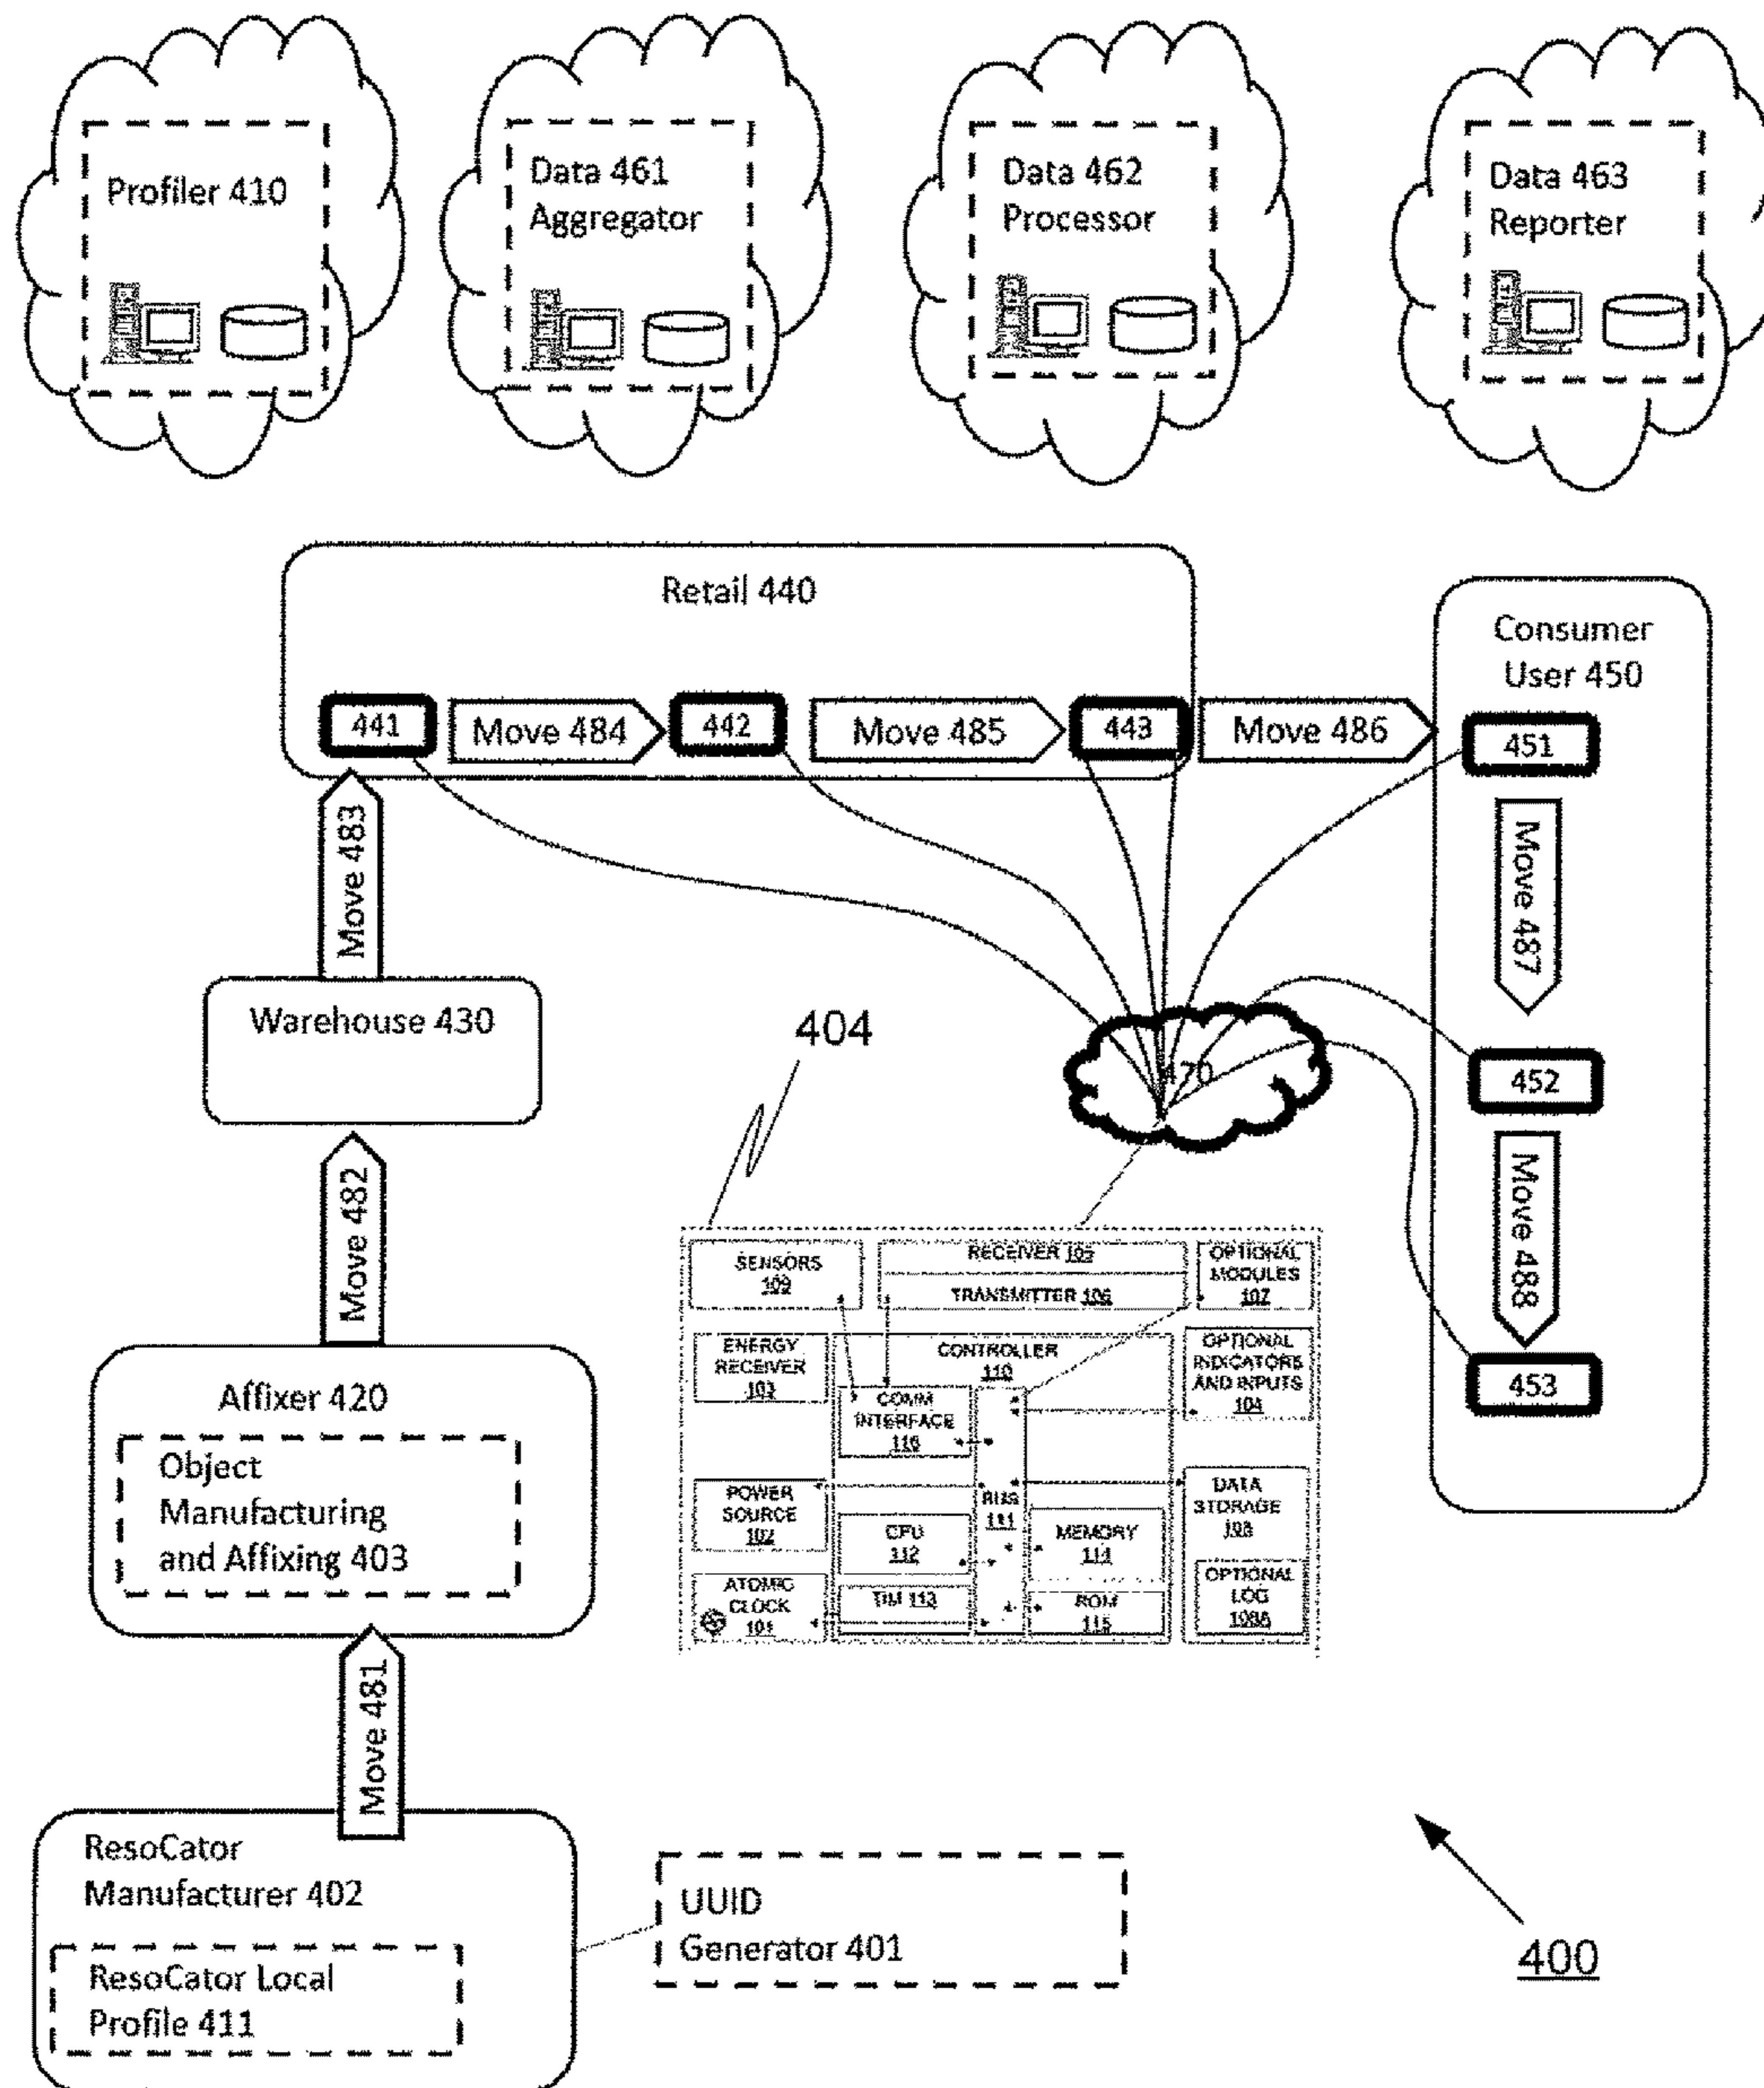 Profiler 410
Data 461
Aggregator
Data 462
Processor
Data 463
Reporter
Retail 440
441
Move 484
442
Move 485
443
Move 486
Consumer
User 450
451
Move 487
452
Move 488
453
Move 483
Warehouse 430
404
470
Move 482
SENSORS
109
RECEIVER 105
TRANSMITTER 106
OPTIONAL
MODULES
107
ENERGY
RECEIVER
103
CONTROLLER
110
OPTIONAL
INDICATORS
AND INPUTS
104
COMM
INTERFACE
116
POWER
SOURCE
102
BUS
111
CPU
112
MEMORY
114
DATA
STORAGE
108
ATOMIC
CLOCK
101
TIM 113
ROM
115
OPTIONAL
LOG
108A
Affixer 420
Object
Manufacturing
and Affixing 403
Move 481
ResoCator
Manufacturer 402
ResoCator Local
Profile 411
UUID
Generator 401
400